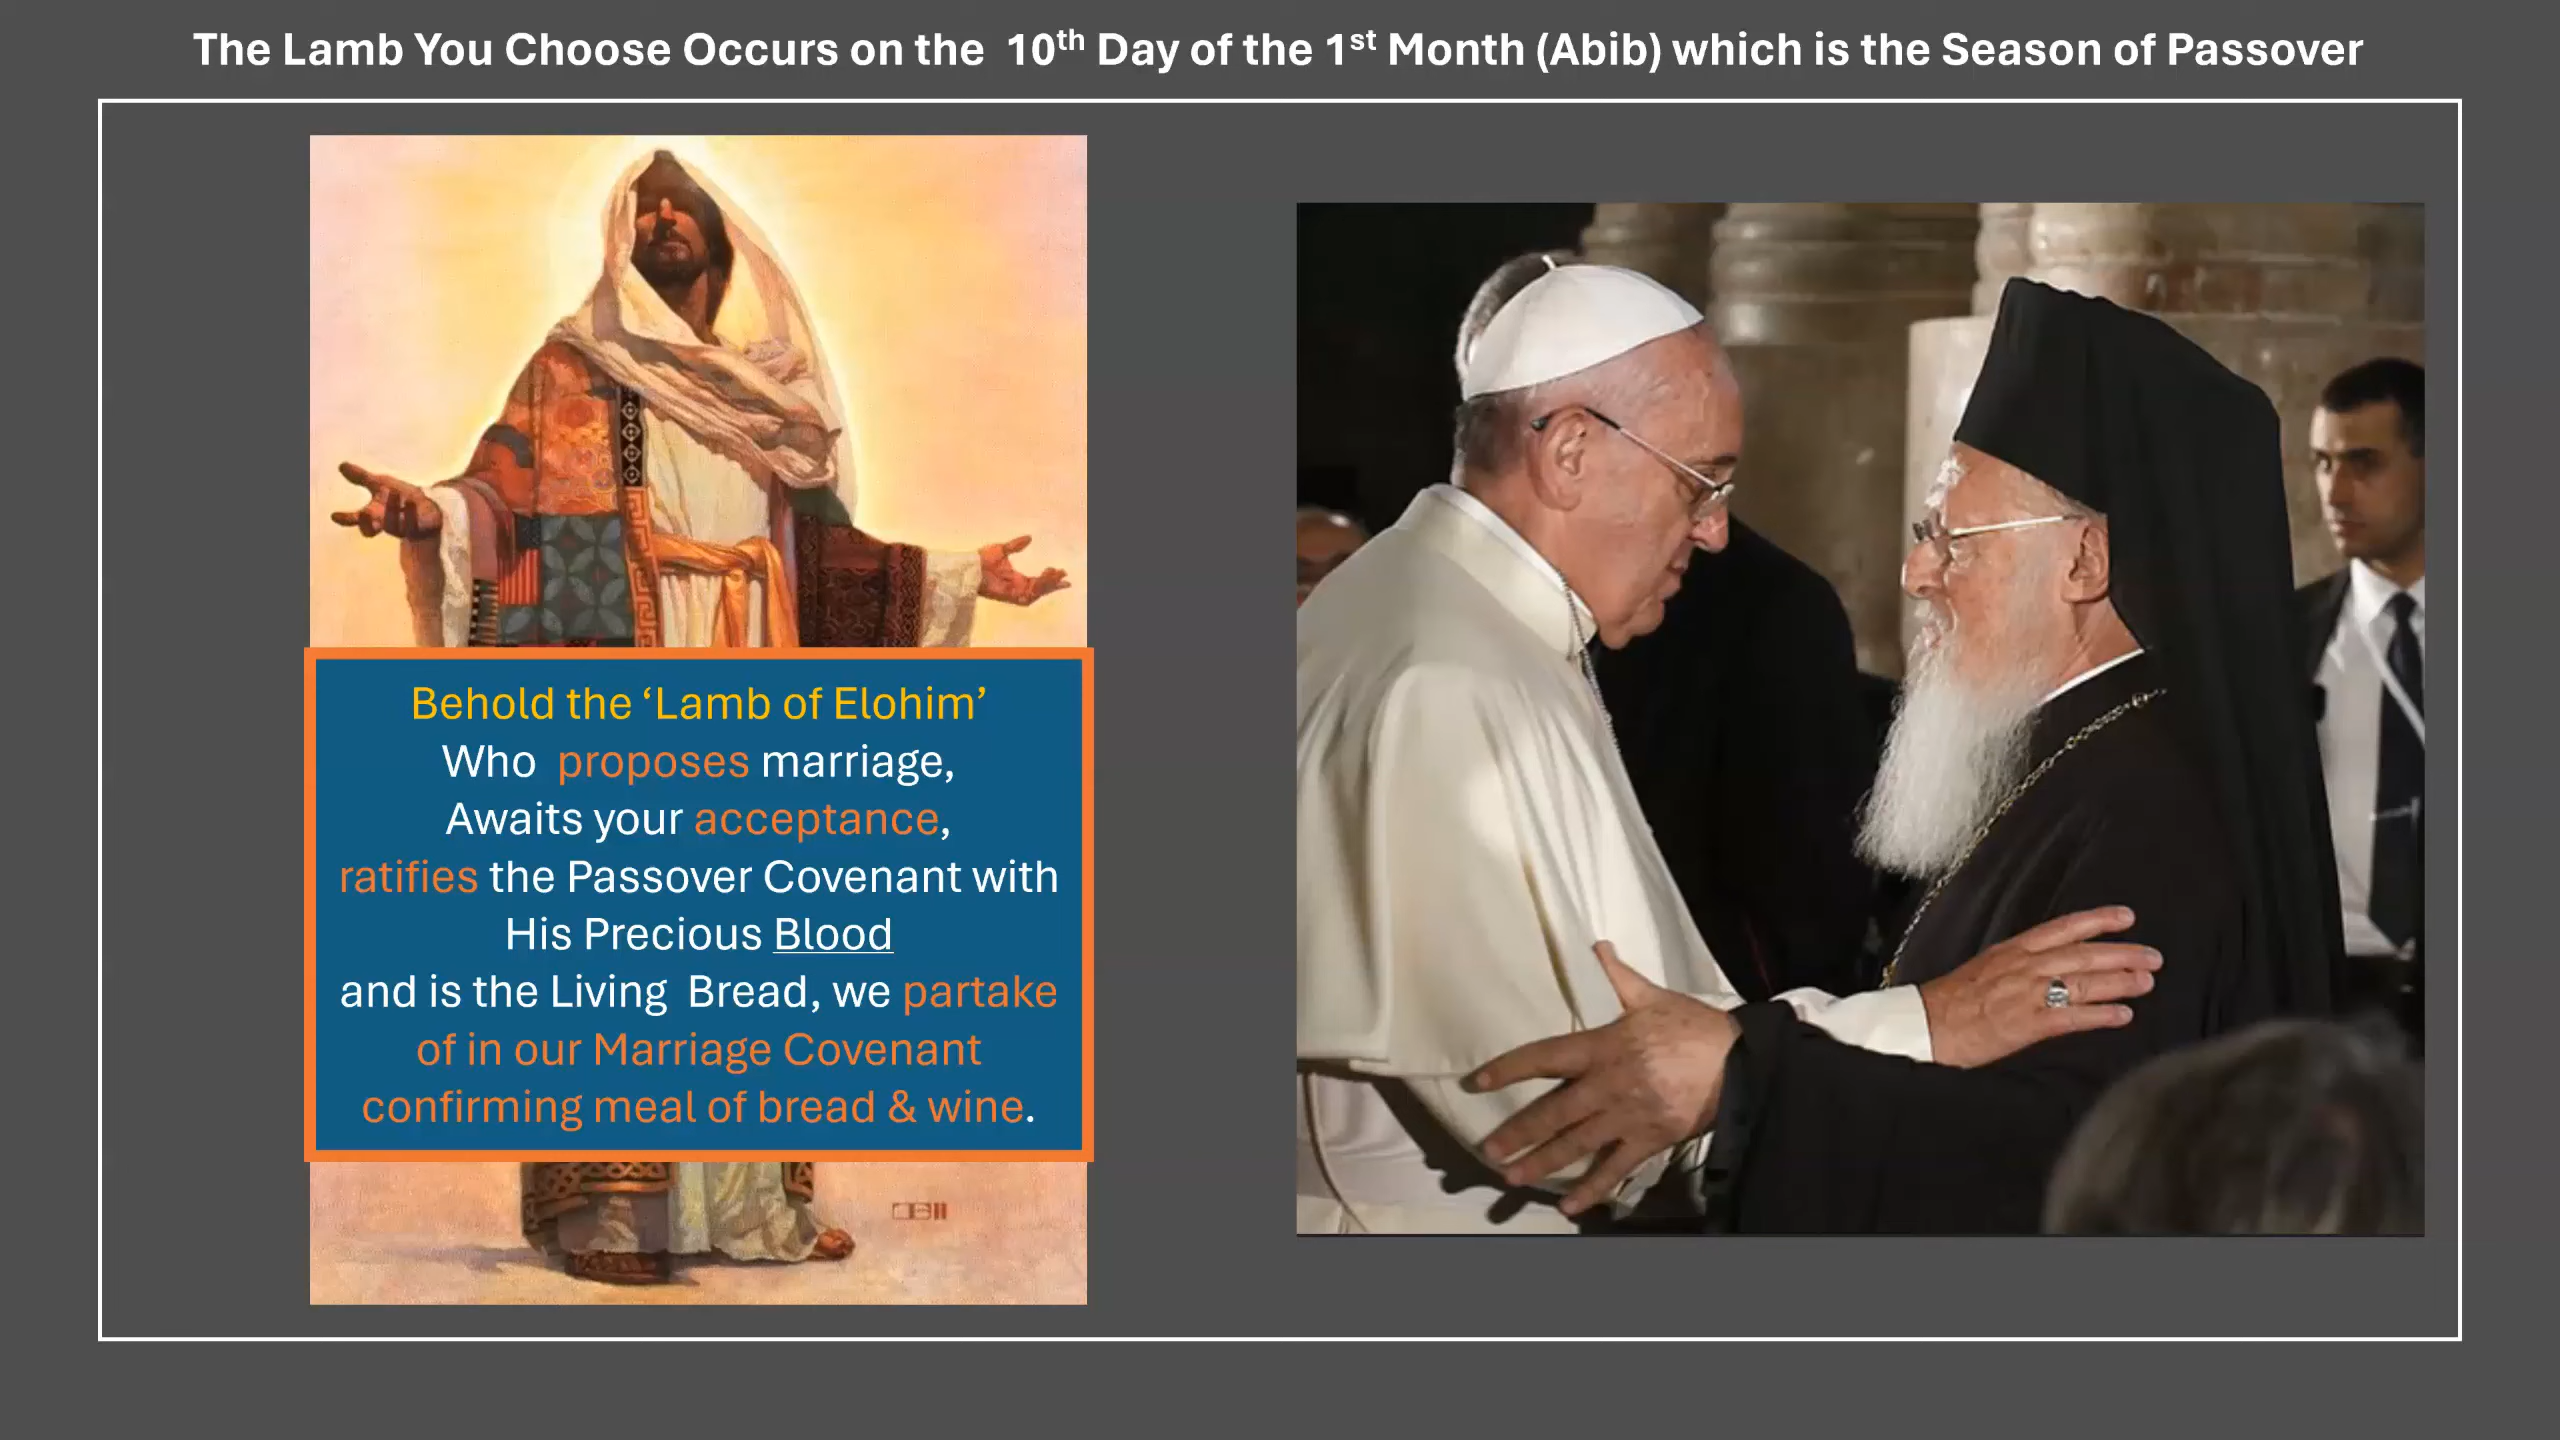 The Lamb You Choose Occurs on the 10th Day of the 1st Month (Abib) which is the Season of Passover
Behold the ‘Lamb of Elohim’
Who proposes marriage,
Awaits your acceptance,
ratifies the Passover Covenant with
His Precious Blood
and is the Living Bread, we partake
of in our Marriage Covenant
confirming meal of bread & wine.